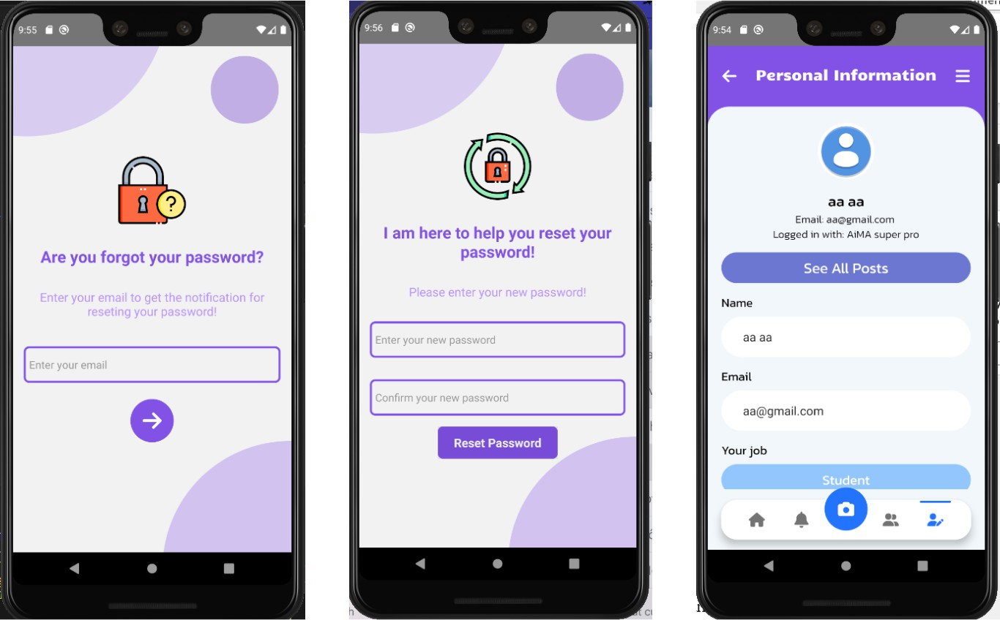 9:55
Are you forgot your password?
Enter your email to get the notification for
reseting your password!
Enter your email
9:56
I am here to help you reset your
password!
Please enter your new password!
Enter your new password
Confirm your new password
Reset Password
9:54
Personal Information
aa aa
Email: aa@gmail.com
Logged in with: AiMA super pro
See All Posts
Name
aa aa
Email
aa@gmail.com
Your job
Student